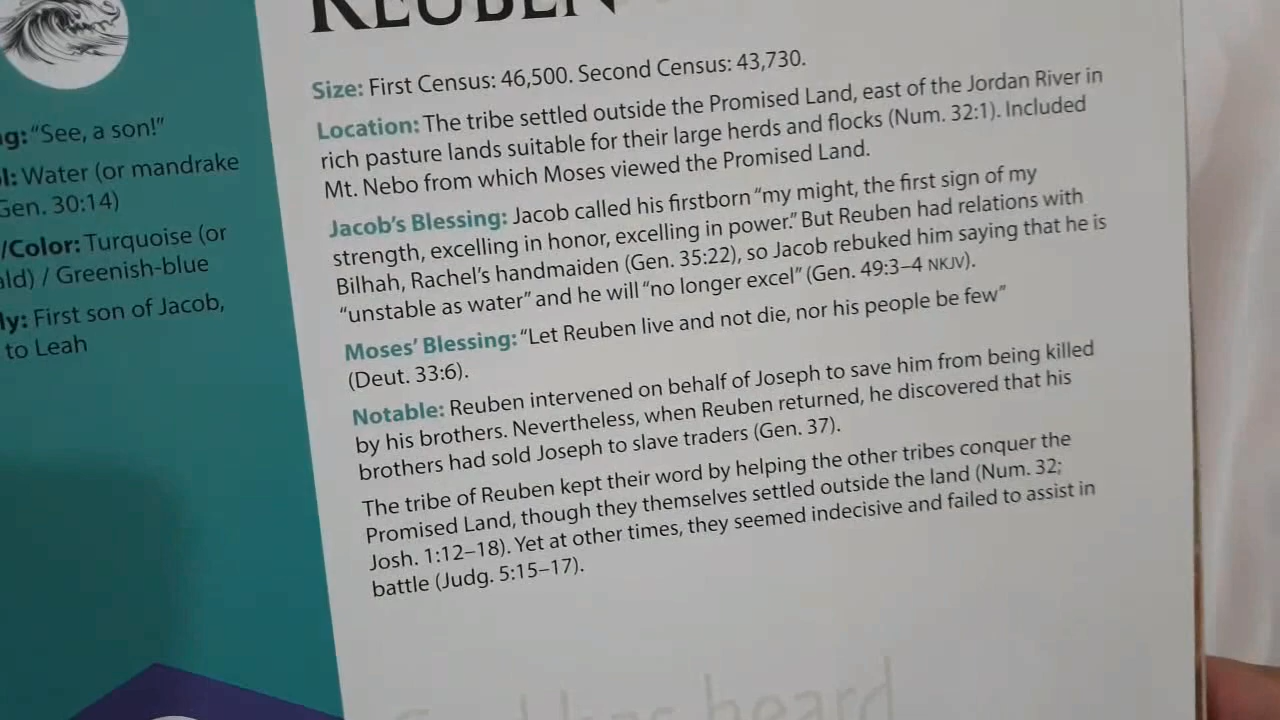 REUBEN
"See, a son!"
Water (or mandrake
Gen. 30:14)
/Color: Turquoise (or
ald) / Greenish-blue
First son of Jacob,
to Leah
Size: First Census: 46,500. Second Census: 43,730.
Location: The tribe settled outside the Promised Land, east of the Jordan River in
rich pasture lands suitable for their large herds and flocks (Num. 32:1). Included
Mt. Nebo from which Moses viewed the Promised Land.
Jacob's Blessing: Jacob called his firstborn "my might, the first sign of my
strength, excelling in honor, excelling in power." But Reuben had relations with
Bilhah, Rachel's handmaiden (Gen. 35:22), so Jacob rebuked him saying that he is
"unstable as water" and he will "no longer excel" (Gen. 49:3–4 NKJV).
Moses' Blessing: "Let Reuben live and not die, nor his people be few"
(Deut. 33:6).
Notable: Reuben intervened on behalf of Joseph to save him from being killed
by his brothers. Nevertheless, when Reuben returned, he discovered that his
brothers had sold Joseph to slave traders (Gen. 37).
The tribe of Reuben kept their word by helping the other tribes conquer the
Promised Land, though they themselves settled outside the land (Num. 32;
Josh. 1:12–18). Yet at other times, they seemed indecisive and failed to assist in
battle (Judg. 5:15–17).
heard